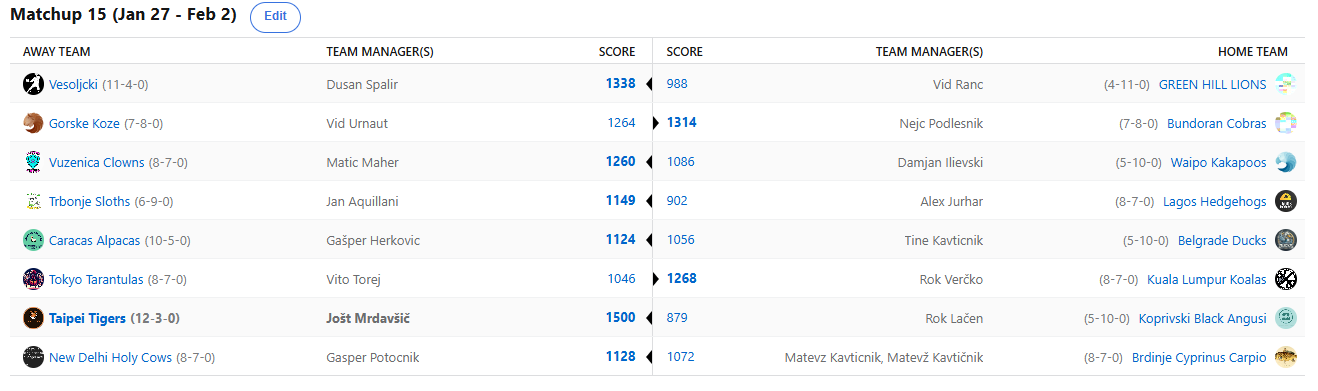 Matchup 15 (Jan 27 - Feb 2) Edit
AWAY TEAM TEAM MANAGER(S) SCORE SCORE TEAM MANAGER(S) HOME TEAM
Vesoljcki (11-4-0) Dusan Spalir 1338 988 Vid Ranc (4-11-0) GREEN HILL LIONS
Gorske Koze (7-8-0) Vid Urnaut 1264 1314 Nejc Podlesnik (7-8-0) Bundoran Cobras
Vuzenica Clowns (8-7-0) Matic Maher 1260 1086 Damjan Ilievski (5-10-0) Waipo Kakapoos
Trbonje Sloths (6-9-0) Jan Aquillani 1149 902 Alex Jurhar (8-7-0) Lagos Hedgehogs
Caracas Alpacas (10-5-0) Gašper Herkovic 1124 1056 Tine Kavticnik (5-10-0) Belgrade Ducks
Tokyo Tarantulas (8-7-0) Vito Torej 1046 1268 Rok Verčko (8-7-0) Kuala Lumpur Koalas
Taipei Tigers (12-3-0) Jošt Mrdavšič 1500 879 Rok Lačen (5-10-0) Koprivski Black Angusi
New Delhi Holy Cows (8-7-0) Gasper Potocnik 1128 1072 Matevz Kavticnik, Matevž Kavtičnik (8-7-0) Brdinje Cyprinus Carpio